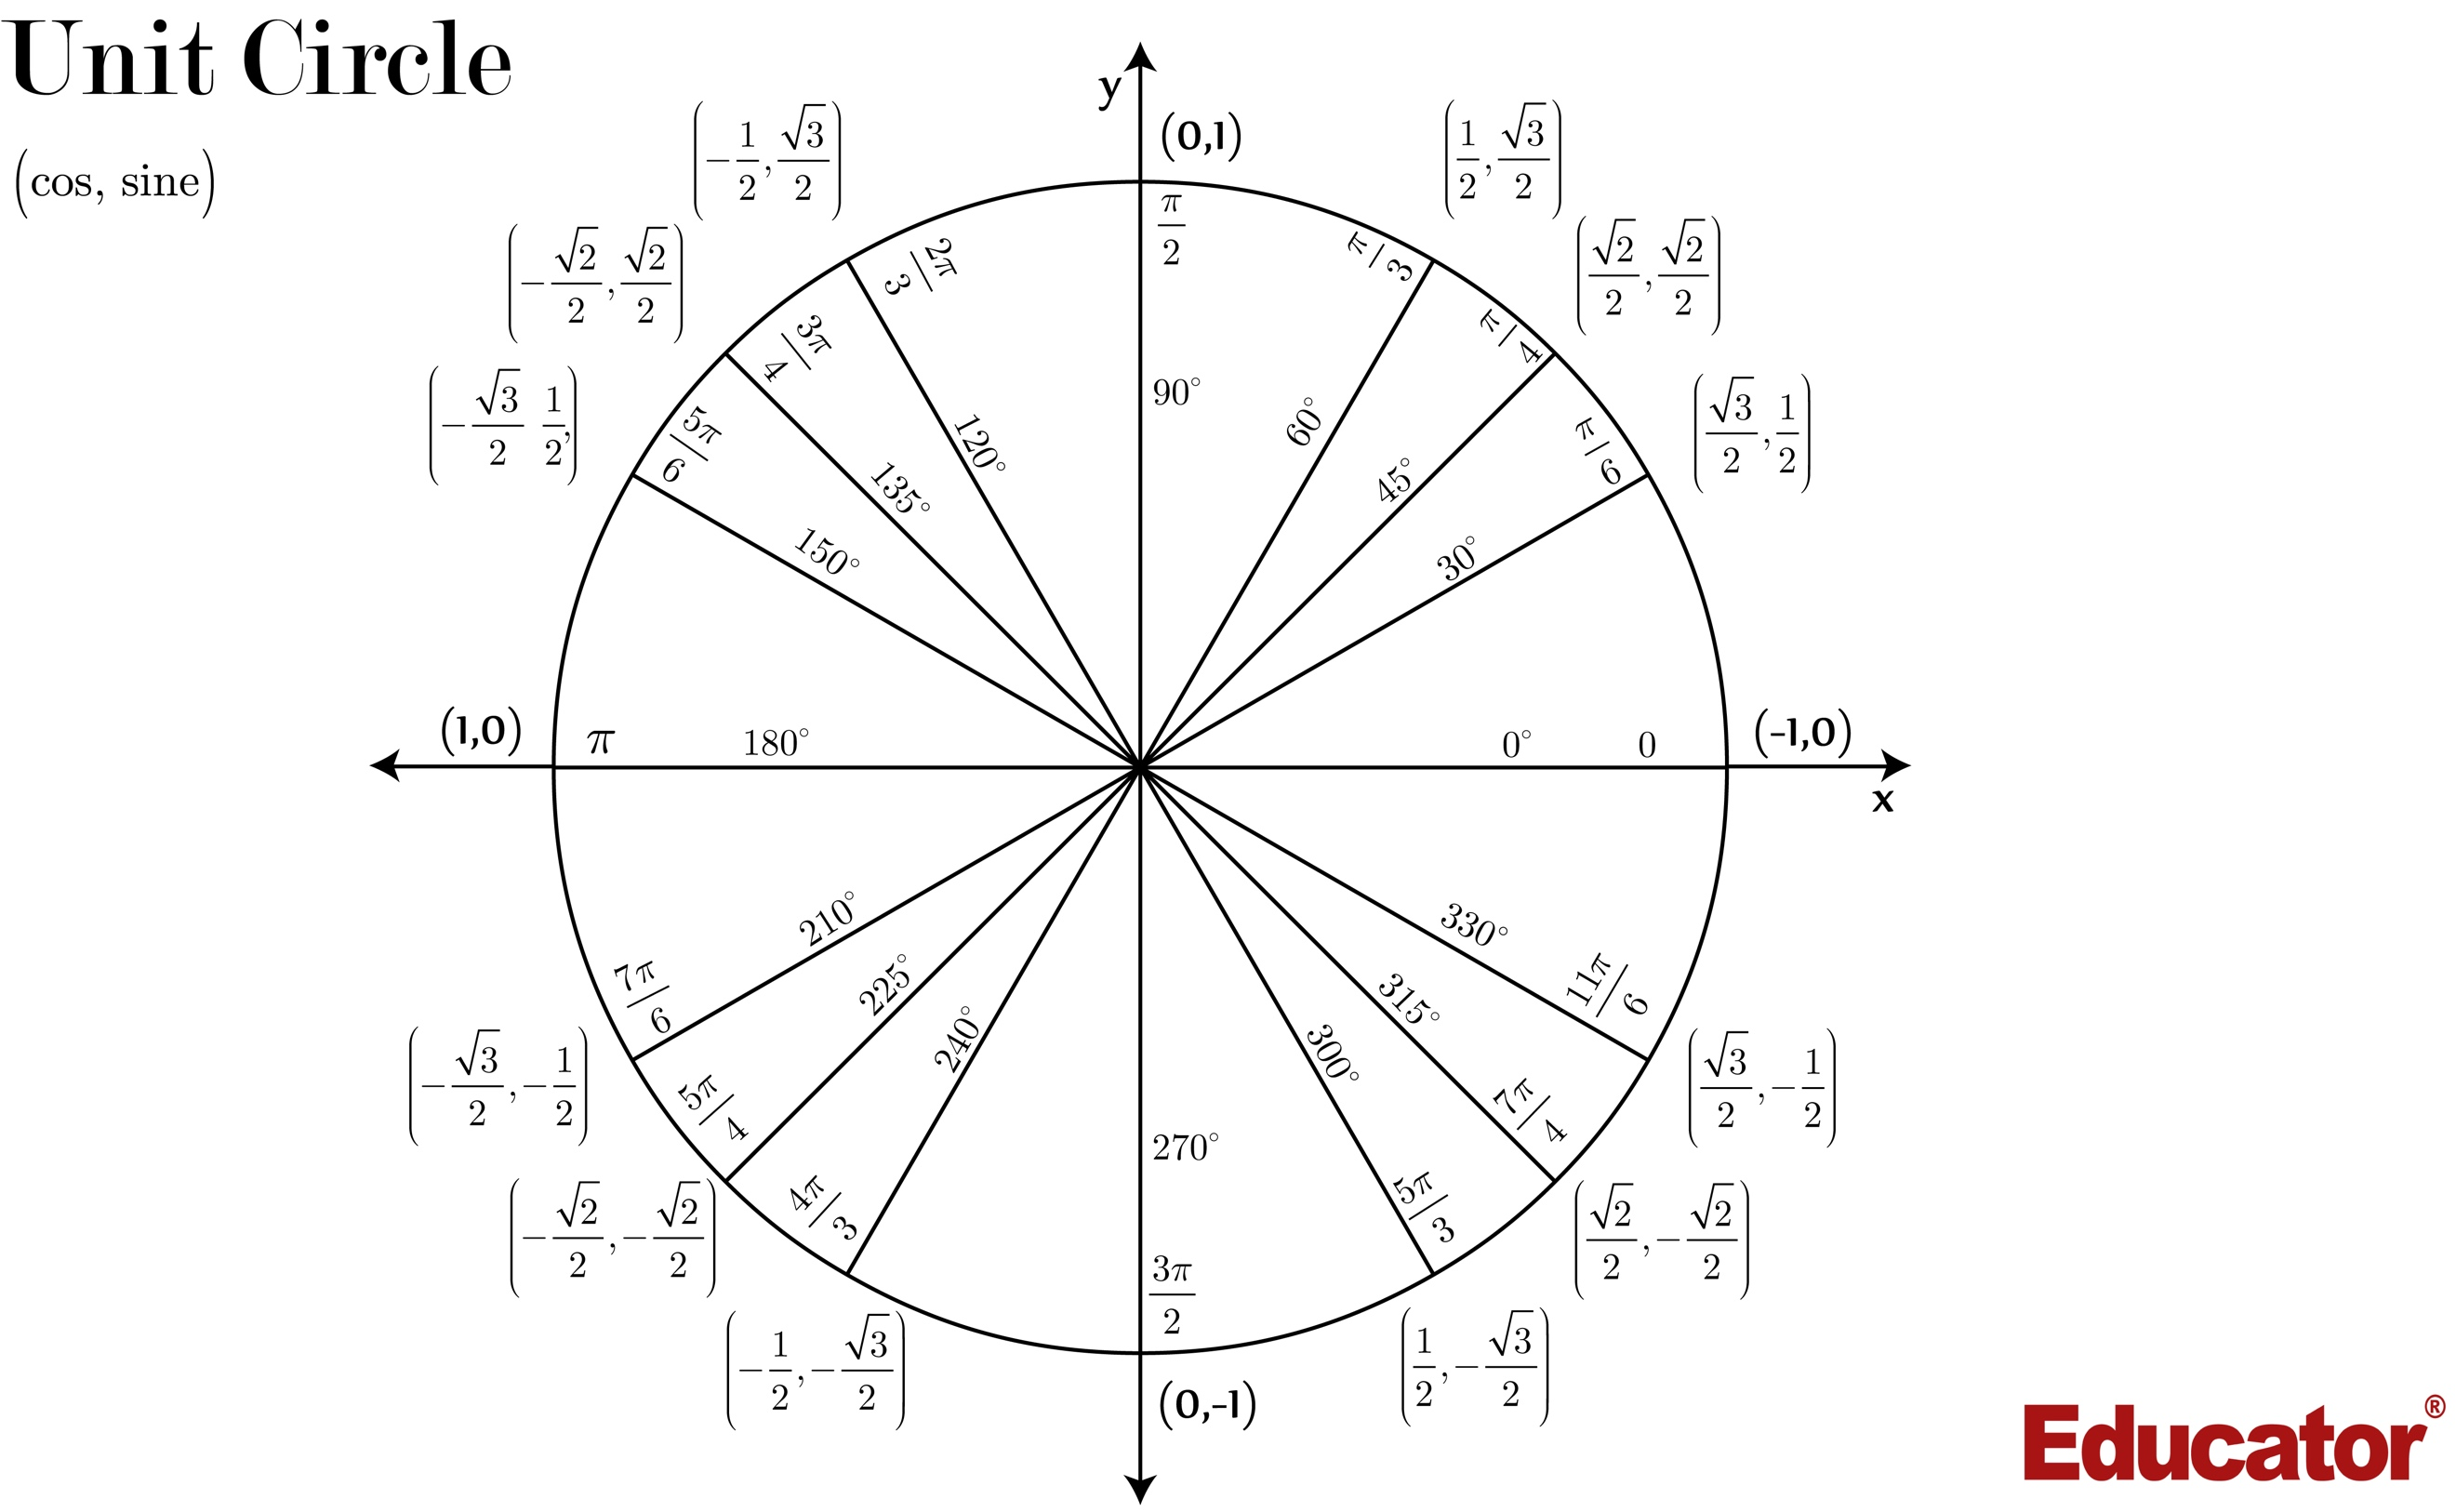 Unit Circle
(cos, sine)
y
(0,1)
(-1/2, √3/2)
(1/2, √3/2)
(-√2/2, √2/2)
(√2/2, √2/2)
(-√3/2 1/2,)
(√3/2, 1/2)
π/2
2π/3
π/3
3π/4
π/4
5π/6
π/6
90°
120°
60°
135°
45°
150°
30°
(1,0)
π
180°
0°
0
(-1,0)
x
210°
330°
225°
315°
240°
300°
7π/6
11π/6
5π/4
7π/4
270°
4π/3
5π/3
3π/2
(-√3/2, -1/2)
(√3/2, -1/2)
(-√2/2, -√2/2)
(√2/2, -√2/2)
(-1/2, -√3/2)
(1/2, -√3/2)
(0,-1)
Educator®